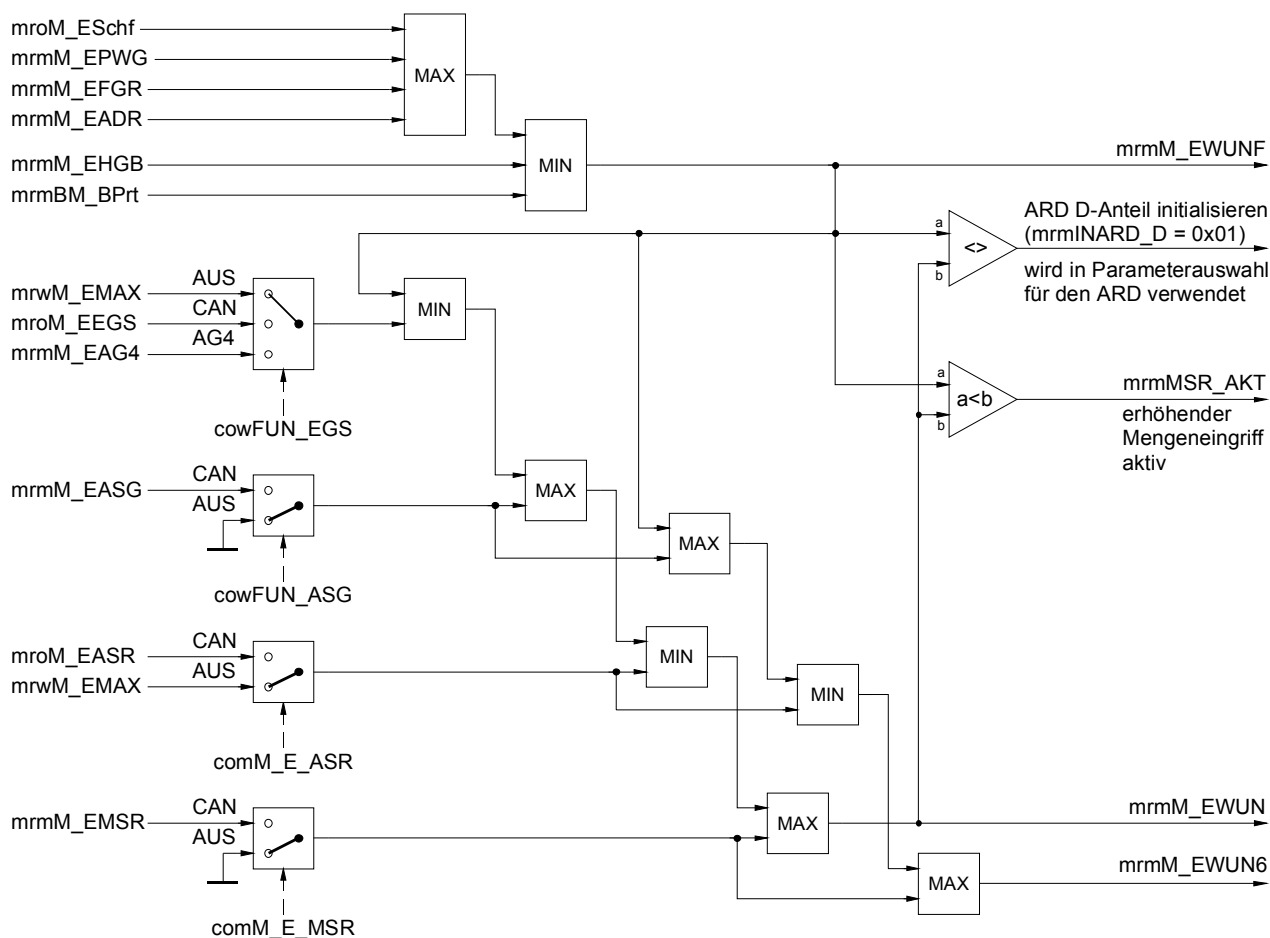 mroM_ESchf
mrmM_EPWG
mrmM_EFGR
mrmM_EADR
MAX
mrmM_EHGB
mrmBM_BPrt
MIN
mrmM_EWUNF
a
b
<>
ARD D-Anteil initialisieren
(mrmINARD_D = 0x01)
wird in Parameterauswahl
für den ARD verwendet
mrwM_EMAX
AUS
mroM_EEGS
CAN
mrmM_EAG4
AG4
cowFUN_EGS
MIN
a
b
a<b
mrmMSR_AKT
erhöhender
Mengeneingriff
aktiv
mrmM_EASG
CAN
AUS
cowFUN_ASG
MAX
MAX
mroM_EASR
CAN
mrwM_EMAX
AUS
comM_E_ASR
MIN
MIN
mrmM_EMSR
CAN
AUS
comM_E_MSR
MAX
mrmM_EWUN
MAX
mrmM_EWUN6